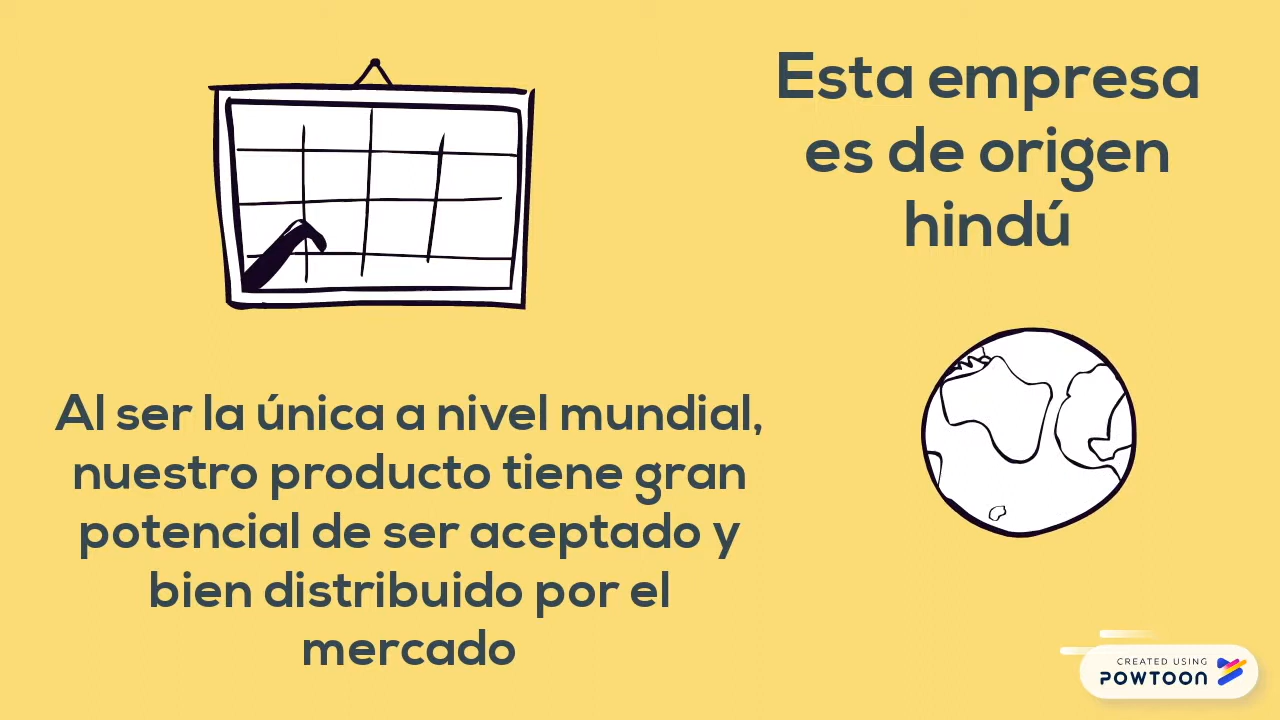 Esta empresa
es de origen
hindú
Al ser la única a nivel mundial,
nuestro producto tiene gran
potencial de ser aceptado y
bien distribuido por el
mercado
CREATED USING
POWTOON